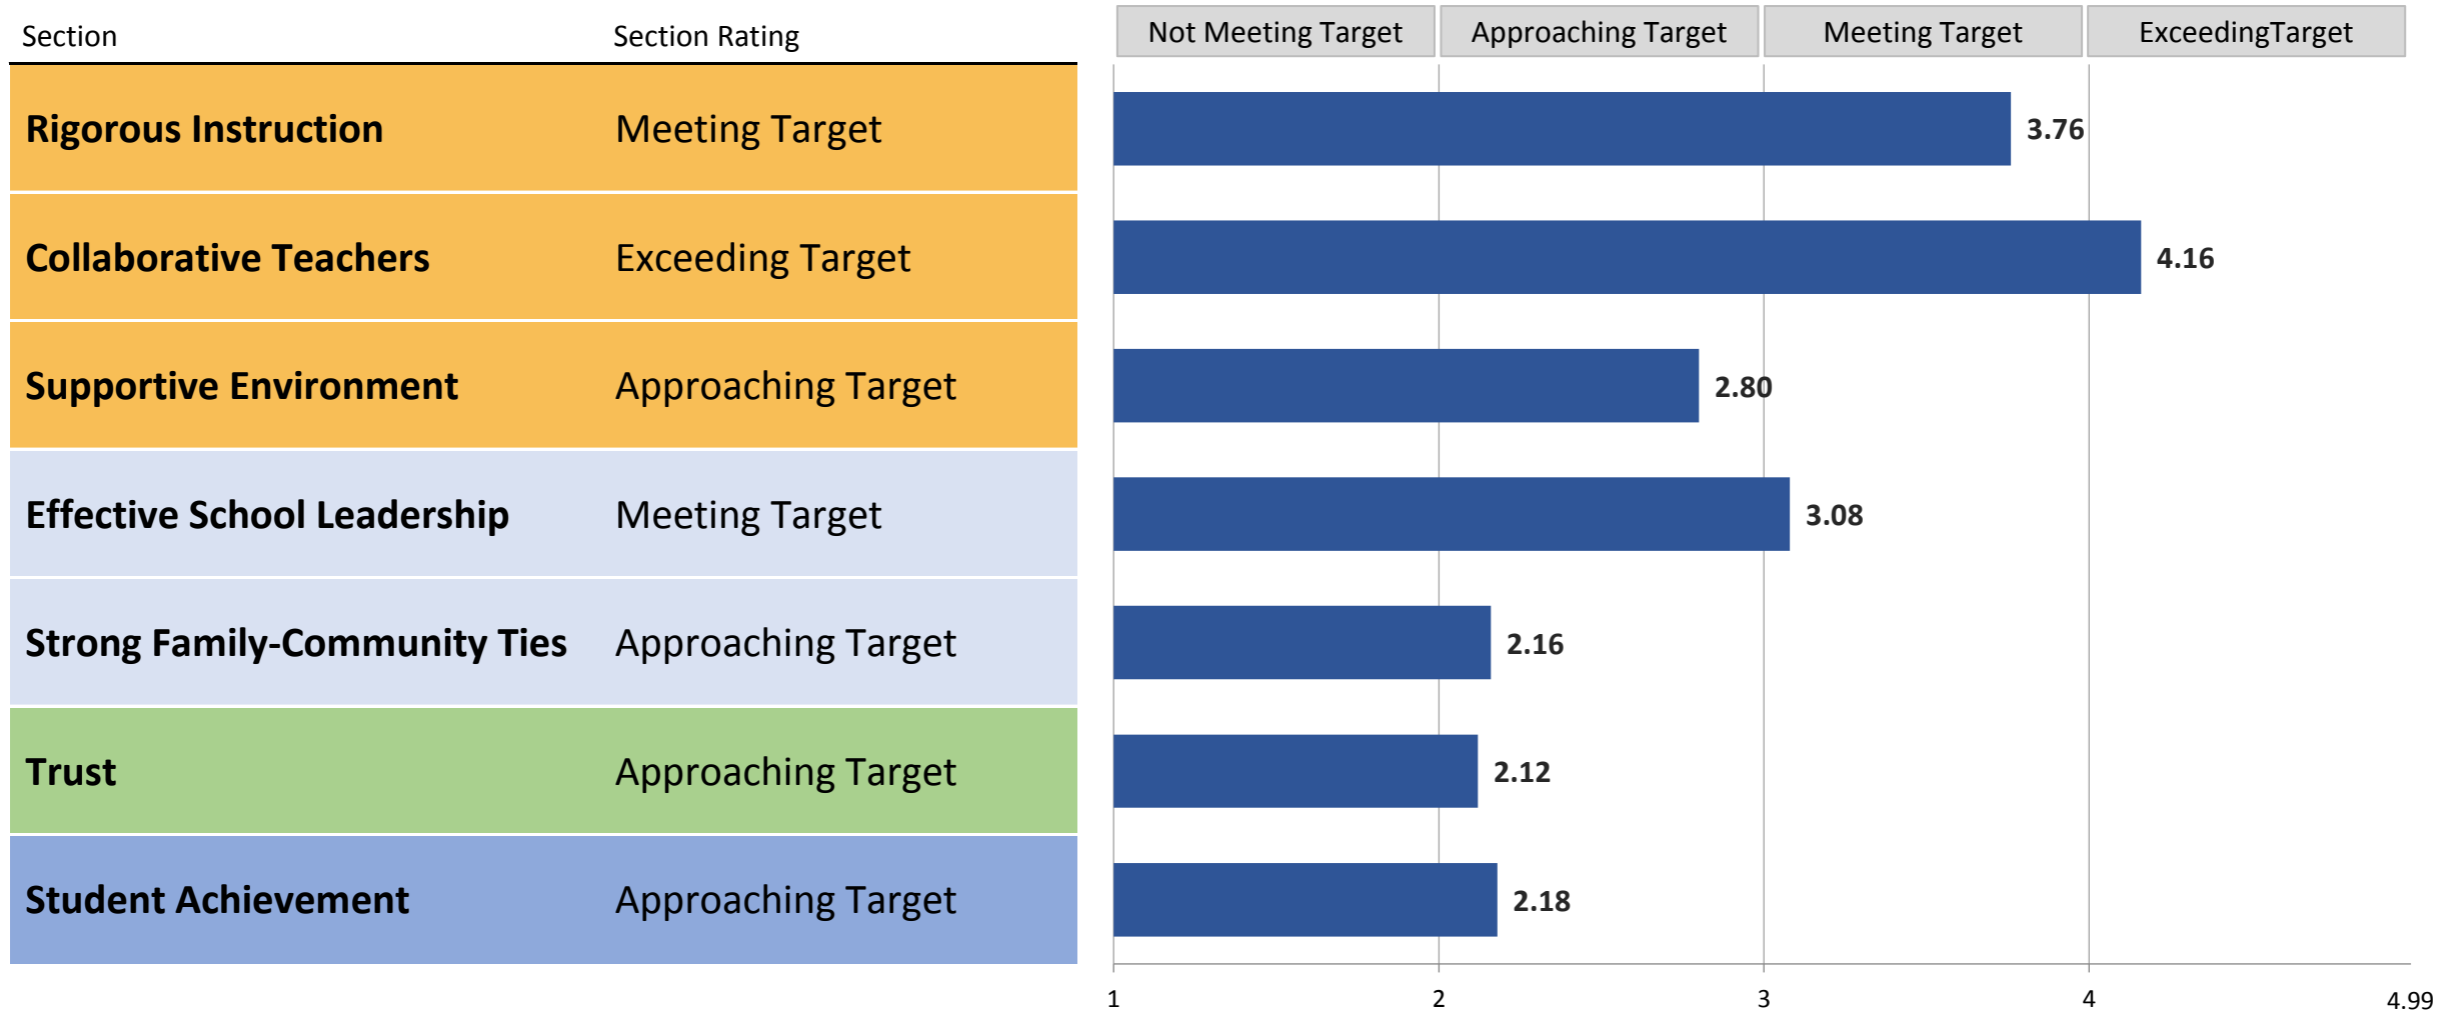 Section Section Rating Not Meeting Target Approaching Target Meeting Target ExceedingTarget
Rigorous Instruction Meeting Target 3.76
Collaborative Teachers Exceeding Target 4.16
Supportive Environment Approaching Target 2.80
Effective School Leadership Meeting Target 3.08
Strong Family-Community Ties Approaching Target 2.16
Trust Approaching Target 2.12
Student Achievement Approaching Target 2.18
1 2 3 4 4.99